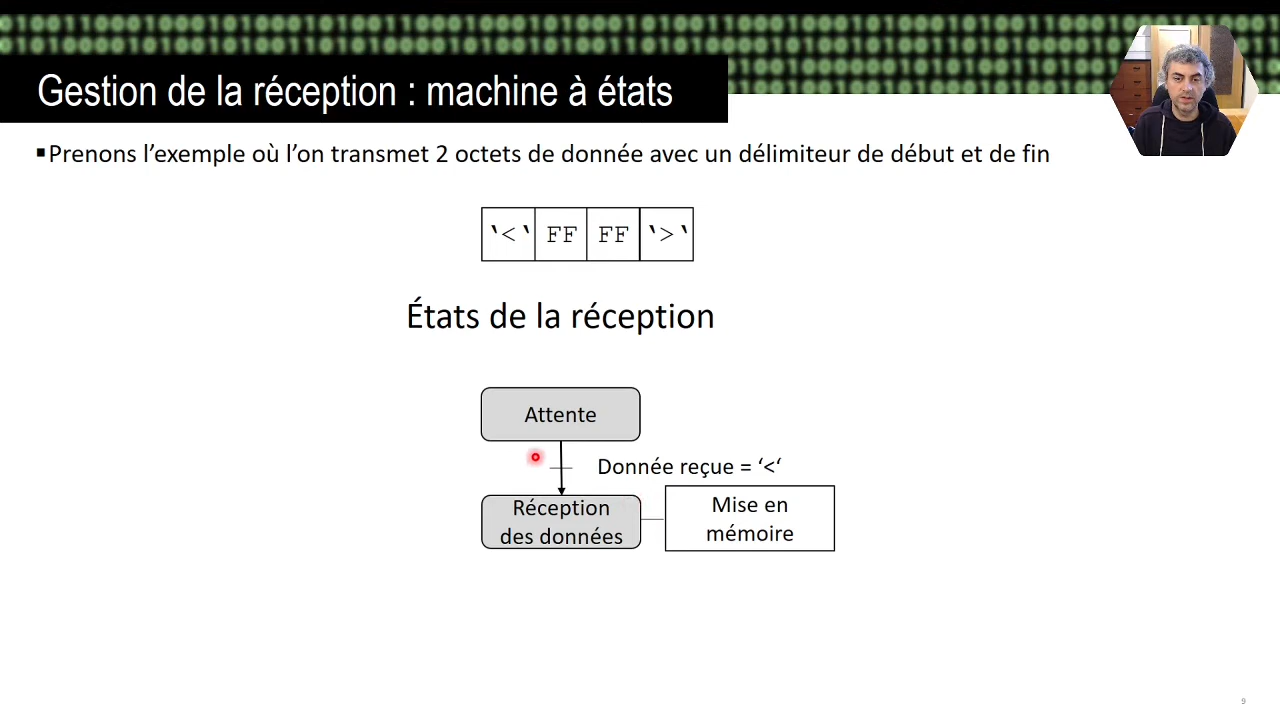 Gestion de la réception : machine à états
▪Prenons l’exemple où l’on transmet 2 octets de donnée avec un délimiteur de début et de fin
‘<‘ FF FF ‘>‘
États de la réception
Attente
Donnée reçue = ‘<‘
Réception
des données
Mise en
mémoire
9